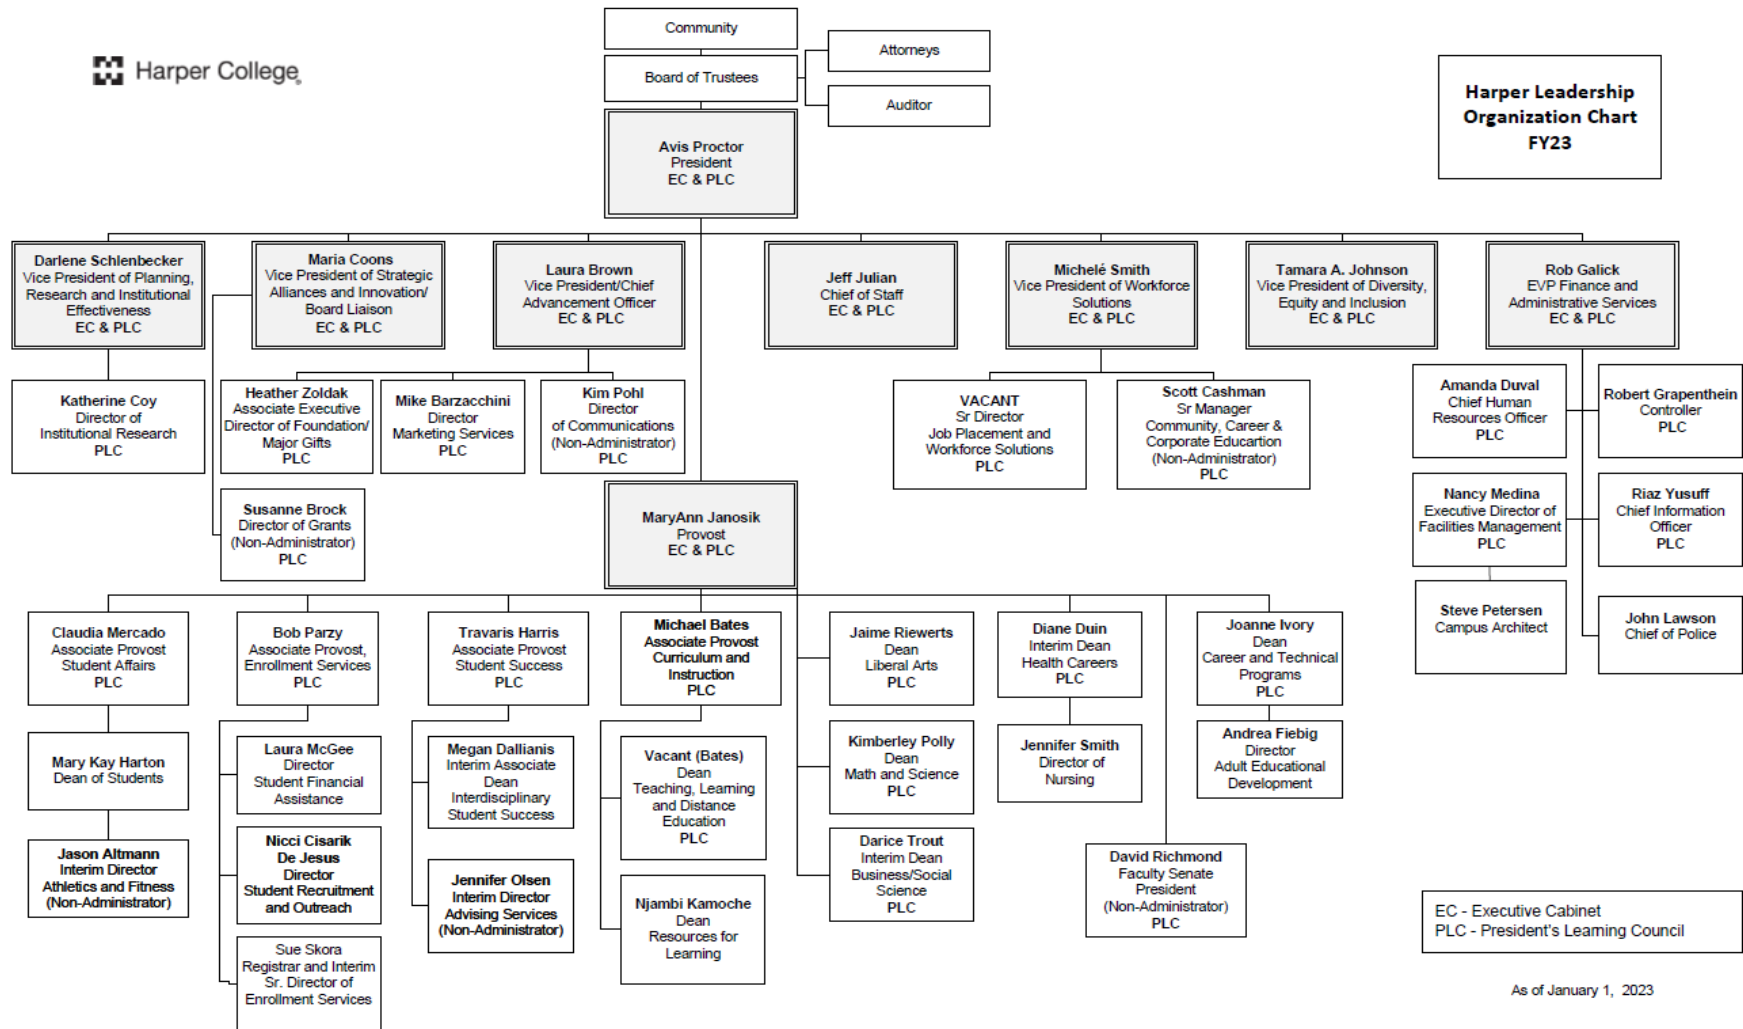 Harper College
Community
Board of Trustees
Attorneys
Auditor
Harper Leadership
Organization Chart
FY23
Avis Proctor
President
EC & PLC
Darlene Schlenbecker
Vice President of Planning,
Research and Institutional
Effectiveness
EC & PLC
Maria Coons
Vice President of Strategic
Alliances and Innovation/
Board Liaison
EC & PLC
Laura Brown
Vice President/Chief
Advancement Officer
EC & PLC
Jeff Julian
Chief of Staff
EC & PLC
Michelé Smith
Vice President of Workforce
Solutions
EC & PLC
Tamara A. Johnson
Vice President of Diversity,
Equity and Inclusion
EC & PLC
Rob Galick
EVP Finance and
Administrative Services
EC & PLC
Katherine Coy
Director of
Institutional Research
PLC
Heather Zoldak
Associate Executive
Director of Foundation/
Major Gifts
PLC
Mike Barzacchini
Director
Marketing Services
PLC
Kim Pohl
Director
of Communications
(Non-Administrator)
PLC
VACANT
Sr Director
Job Placement and
Workforce Solutions
PLC
Scott Cashman
Sr Manager
Community, Career &
Corporate Educartion
(Non-Administrator)
PLC
Amanda Duval
Chief Human
Resources Officer
PLC
Robert Grapenthein
Controller
PLC
Susanne Brock
Director of Grants
(Non-Administrator)
PLC
MaryAnn Janosik
Provost
EC & PLC
Nancy Medina
Executive Director of
Facilities Management
PLC
Riaz Yusuff
Chief Information
Officer
PLC
Steve Petersen
Campus Architect
John Lawson
Chief of Police
Claudia Mercado
Associate Provost
Student Affairs
PLC
Bob Parzy
Associate Provost,
Enrollment Services
PLC
Travaris Harris
Associate Provost
Student Success
PLC
Michael Bates
Associate Provost
Curriculum and
Instruction
PLC
Jaime Riewerts
Dean
Liberal Arts
PLC
Diane Duin
Interim Dean
Health Careers
PLC
Joanne Ivory
Dean
Career and Technical
Programs
PLC
Mary Kay Harton
Dean of Students
Laura McGee
Director
Student Financial
Assistance
Megan Dallianis
Interim Associate
Dean
Interdisciplinary
Student Success
Vacant (Bates)
Dean
Teaching, Learning
and Distance
Education
PLC
Kimberley Polly
Dean
Math and Science
PLC
Jennifer Smith
Director of
Nursing
Andrea Fiebig
Director
Adult Educational
Development
Jason Altmann
Interim Director
Athletics and Fitness
(Non-Administrator)
Nicci Cisarik
De Jesus
Director
Student Recruitment
and Outreach
Jennifer Olsen
Interim Director
Advising Services
(Non-Administrator)
Njambi Kamoche
Dean
Resources for
Learning
Darice Trout
Interim Dean
Business/Social
Science
PLC
David Richmond
Faculty Senate
President
(Non-Administrator)
PLC
Sue Skora
Registrar and Interim
Sr. Director of
Enrollment Services
EC - Executive Cabinet
PLC - President's Learning Council
As of January 1, 2023